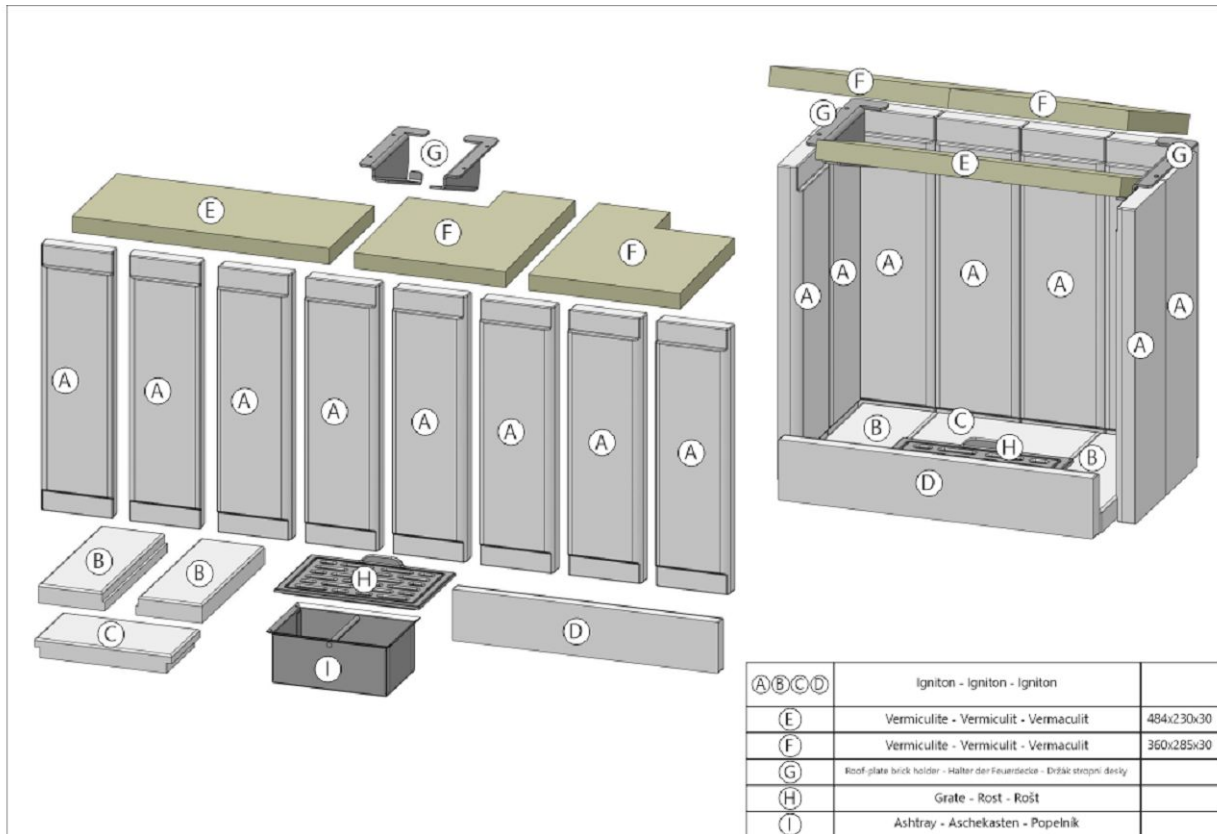 G
E F F
A A A A A A A A
B B H
C I D
F F
G G
E
A A A A A A A
C
B H B
D
A B C D Igniton - Igniton - Igniton
E Vermiculite - Vermiculit - Vermaculit 484x230x30
F Vermiculite - Vermiculit - Vermaculit 360x285x30
G Roof-plate brick holder - Halter der Feuerdecke - Držák stropní desky
H Grate - Rost - Rošt
I Ashtray - Aschekasten - Popelník